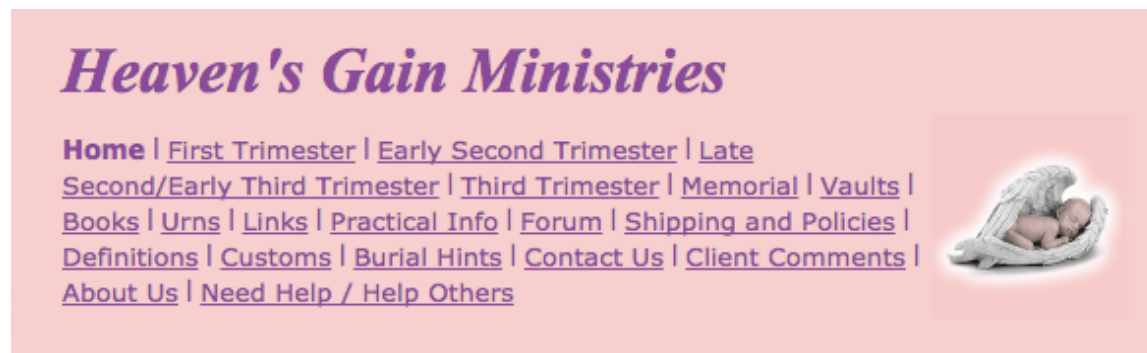 Heaven's Gain Ministries
Home | First Trimester | Early Second Trimester | Late
Second/Early Third Trimester | Third Trimester | Memorial | Vaults |
Books | Urns | Links | Practical Info | Forum | Shipping and Policies |
Definitions | Customs | Burial Hints | Contact Us | Client Comments |
About Us | Need Help / Help Others